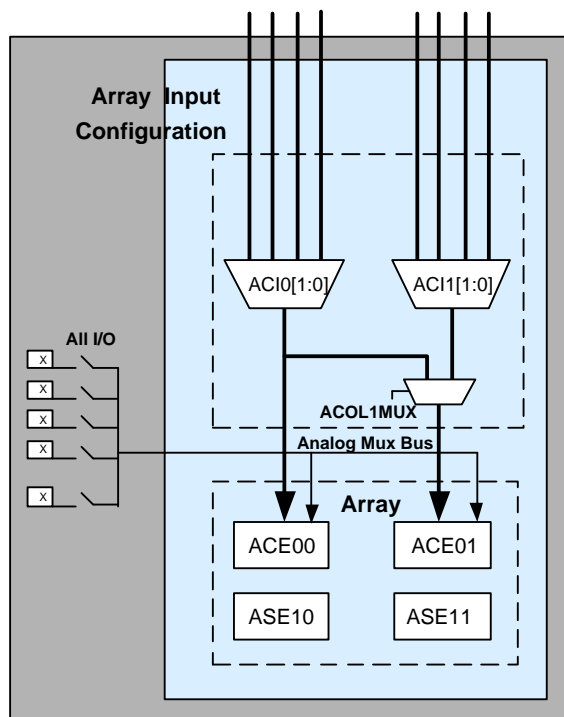 Array Input
Configuration
ACI0[1:0]
ACI1[1:0]
All I/O
X
X
X
X
X
ACOL1MUX
Analog Mux Bus
Array
ACE00
ACE01
ASE10
ASE11